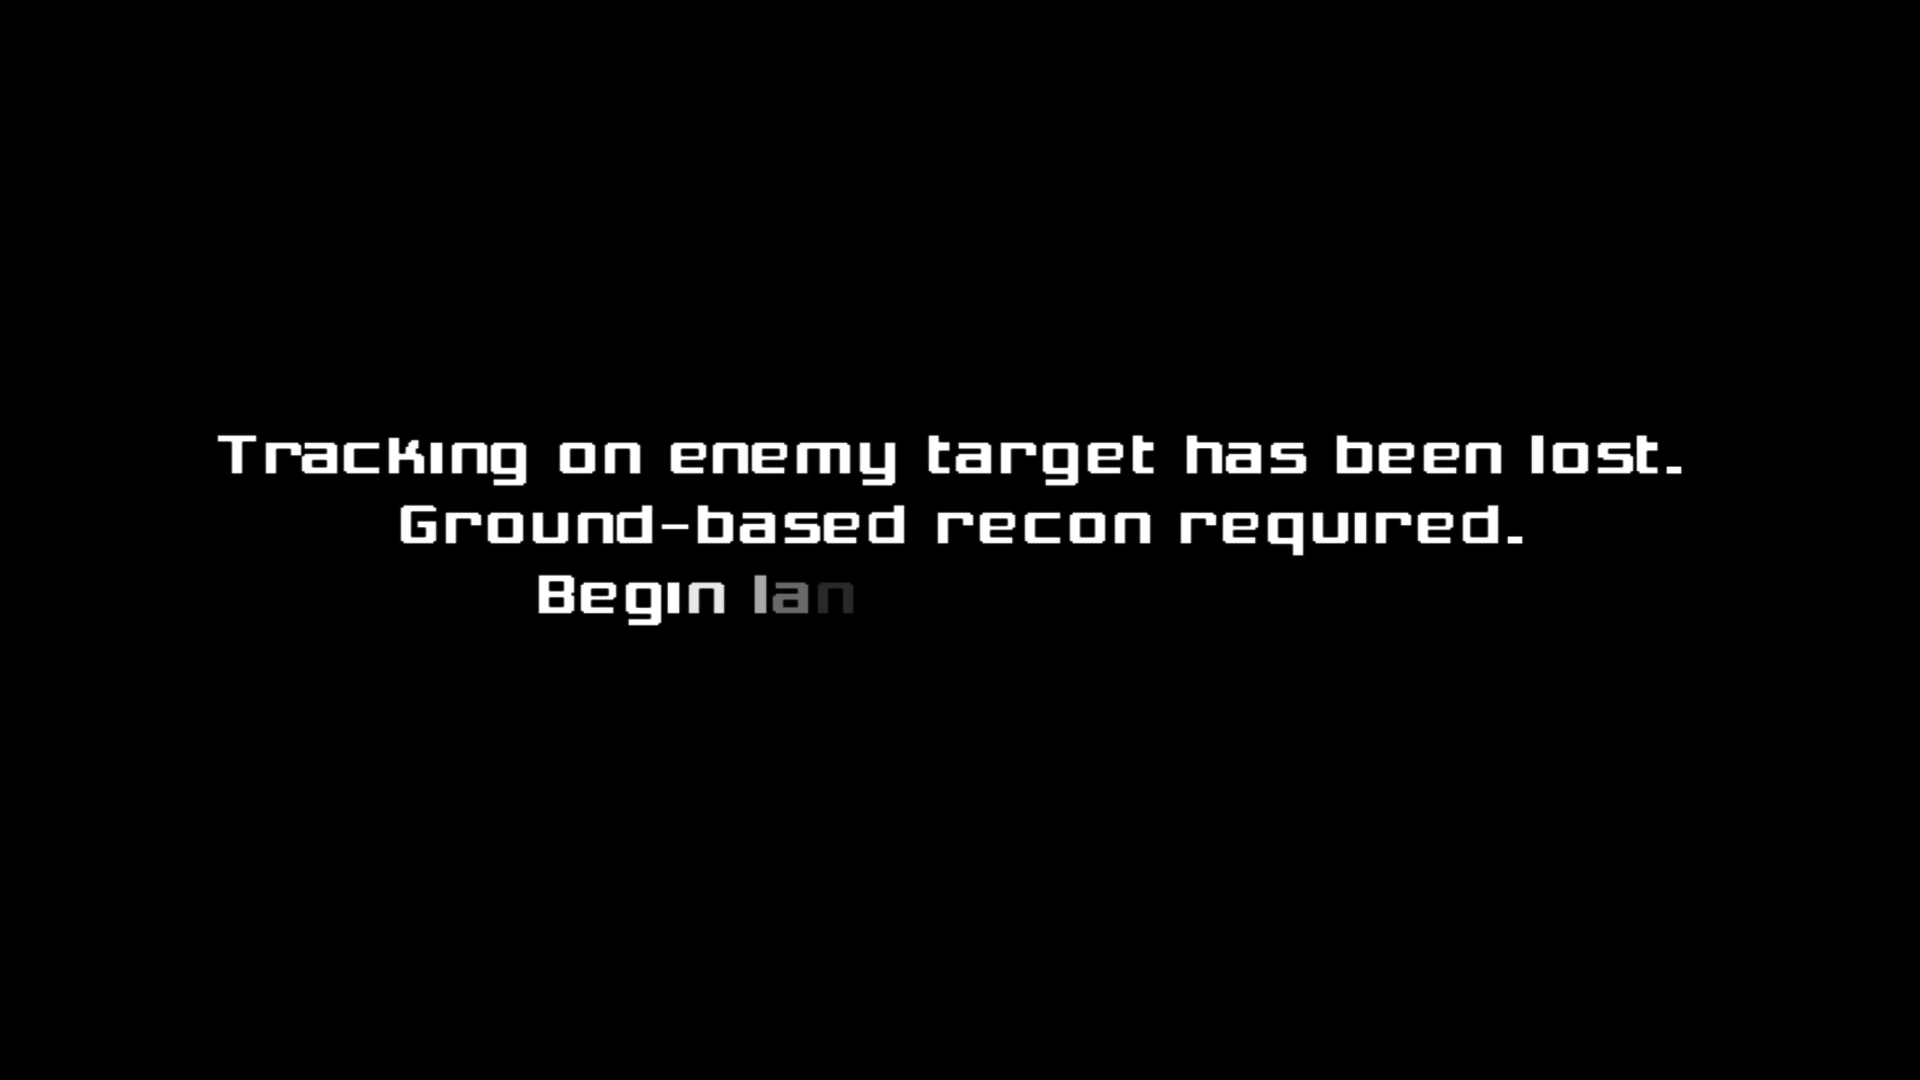 Tracking on enemy target has been lost.
Ground-based recon required.
Begin lan